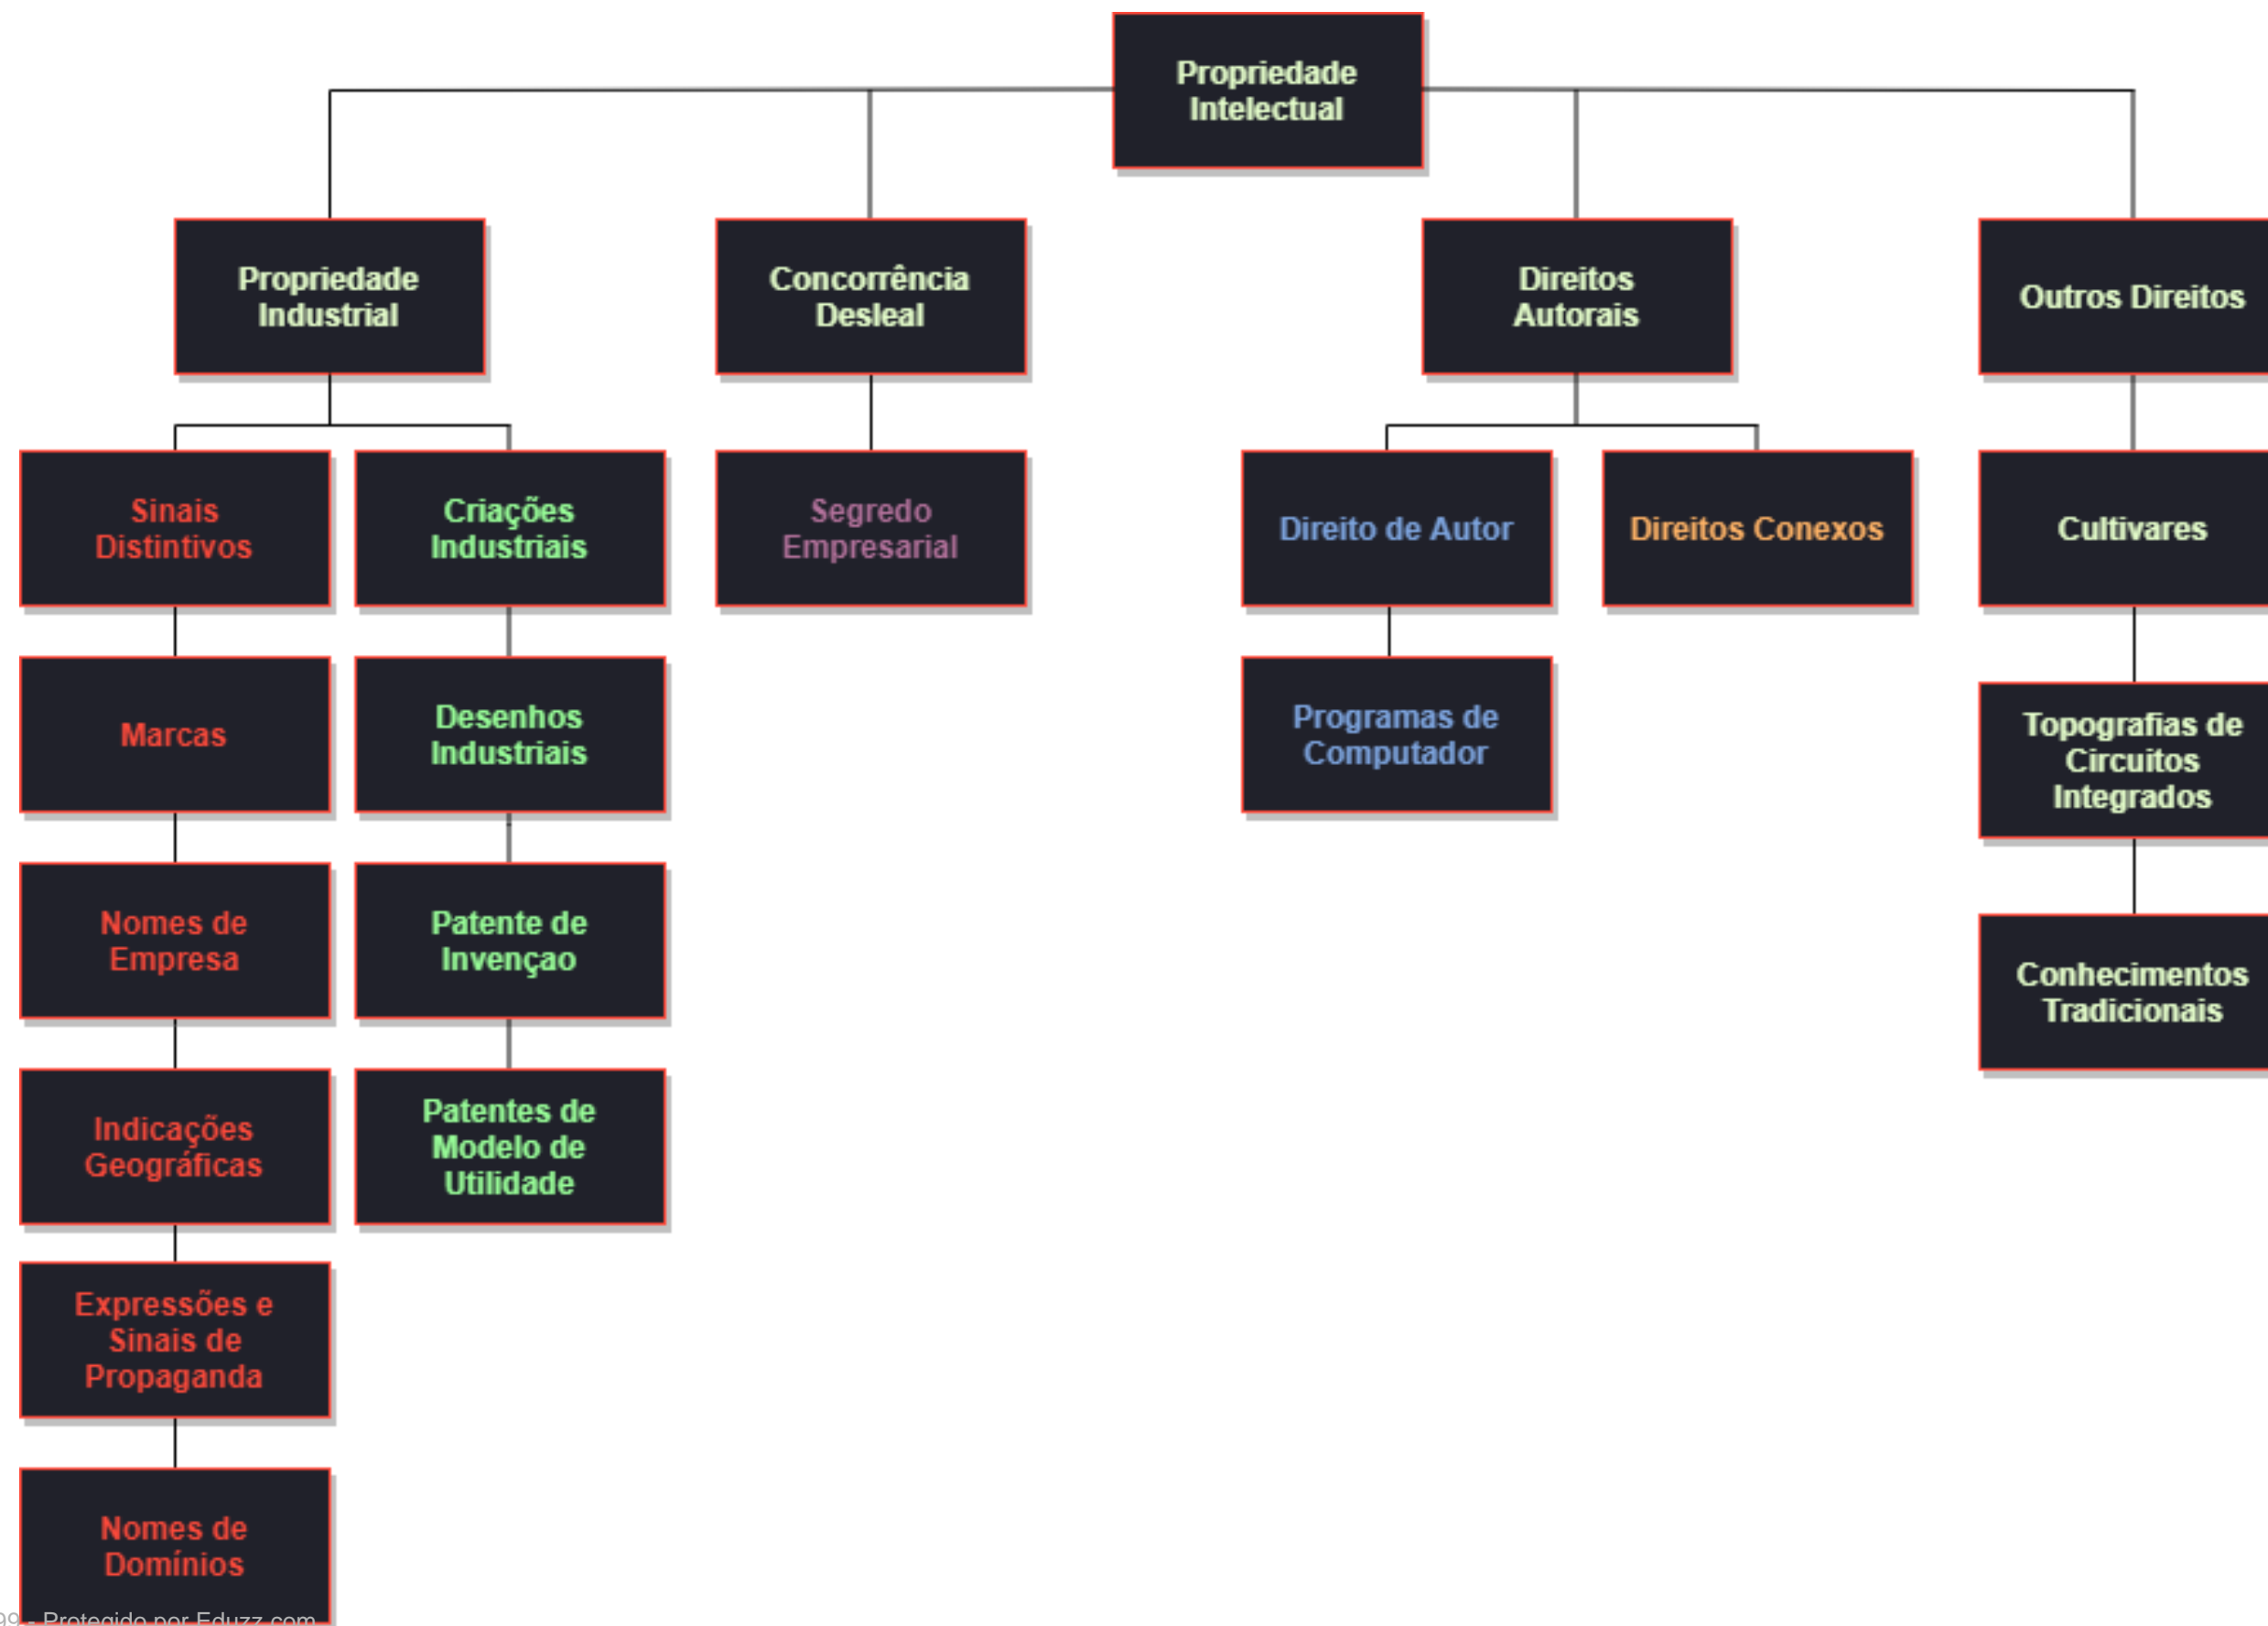 Propriedade
Intelectual
Propriedade
Industrial
Concorrência
Desleal
Direitos
Autorais
Outros Direitos
Sinais
Distintivos
Criações
Industriais
Segredo
Empresarial
Direito de Autor
Direitos Conexos
Cultivares
Marcas
Desenhos
Industriais
Programas de
Computador
Topografias de
Circuitos
Integrados
Nomes de
Empresa
Patente de
Invençao
Conhecimentos
Tradicionais
Indicações
Geográficas
Patentes de
Modelo de
Utilidade
Expressões e
Sinais de
Propaganda
Nomes de
Domínios
99 - Protegido por Eduzz.com